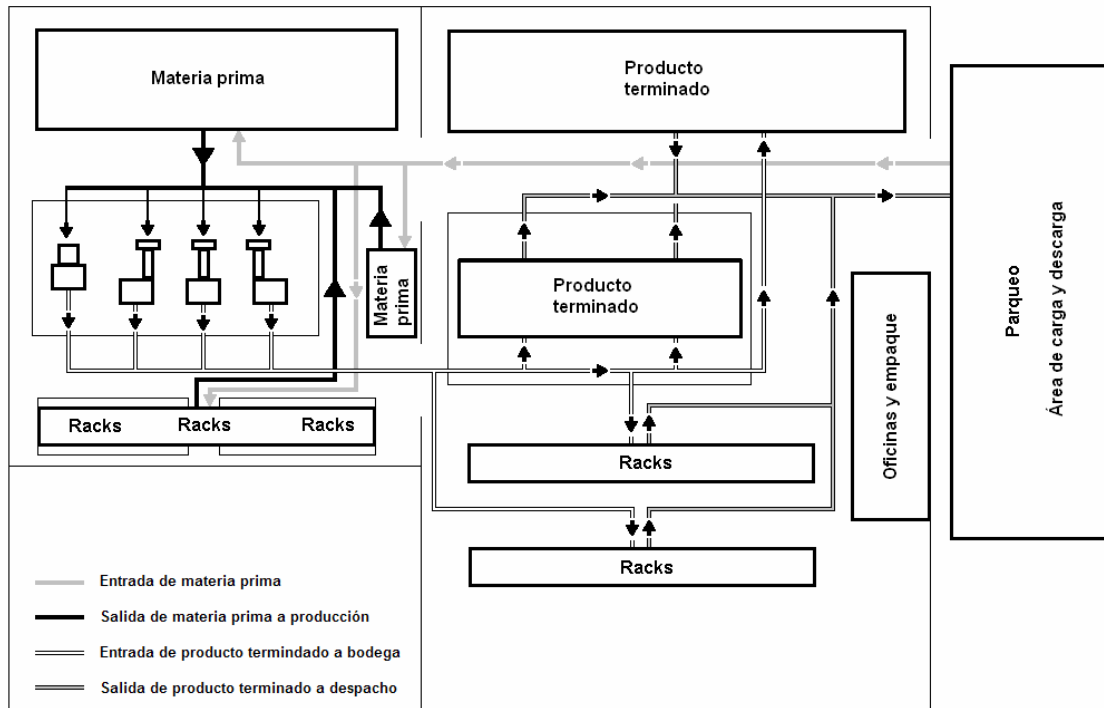 Materia prima
Producto
terminado
Materia
prima
Producto
terminado
Parqueo
Área de carga y descarga
Oficinas y empaque
Racks
Racks
Racks
Racks
Racks
Entrada de materia prima
Salida de materia prima a producción
Entrada de producto termindado a bodega
Salida de producto terminado a despacho